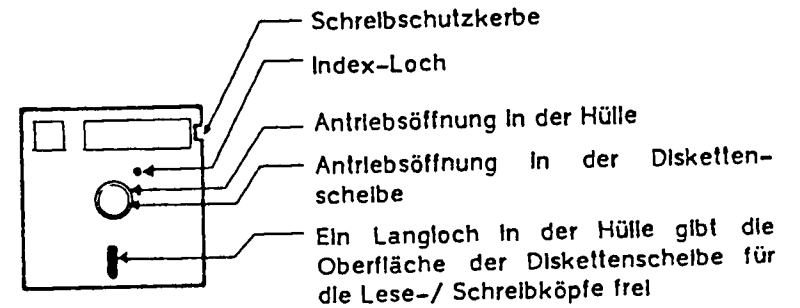 Schreibschutzkerbe
Index-Loch
Antriebsöffnung in der Hülle
Antriebsöffnung in der Disketten-
scheibe
Ein Langloch in der Hülle gibt die
Oberfläche der Diskettenscheibe für
die Lese-/ Schreibköpfe frei